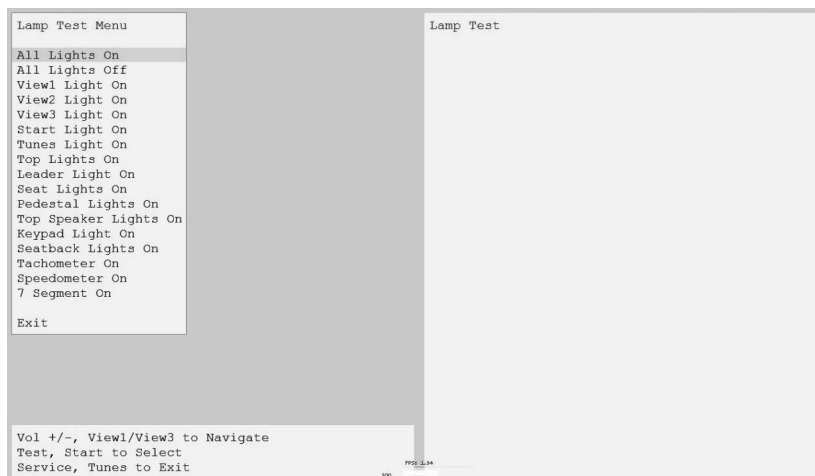 Lamp Test Menu
All Lights On
All Lights Off
View1 Light On
View2 Light On
View3 Light On
Start Light On
Tunes Light On
Top Lights On
Leader Light On
Seat Lights On
Pedestal Lights On
Top Speaker Lights On
Keypad Light On
Seatback Lights On
Tachometer On
Speedometer On
7 Segment On
Exit
Lamp Test
Vol +/-, View1/View3 to Navigate
Test, Start to Select
Service, Tunes to Exit
FPS: 1.34